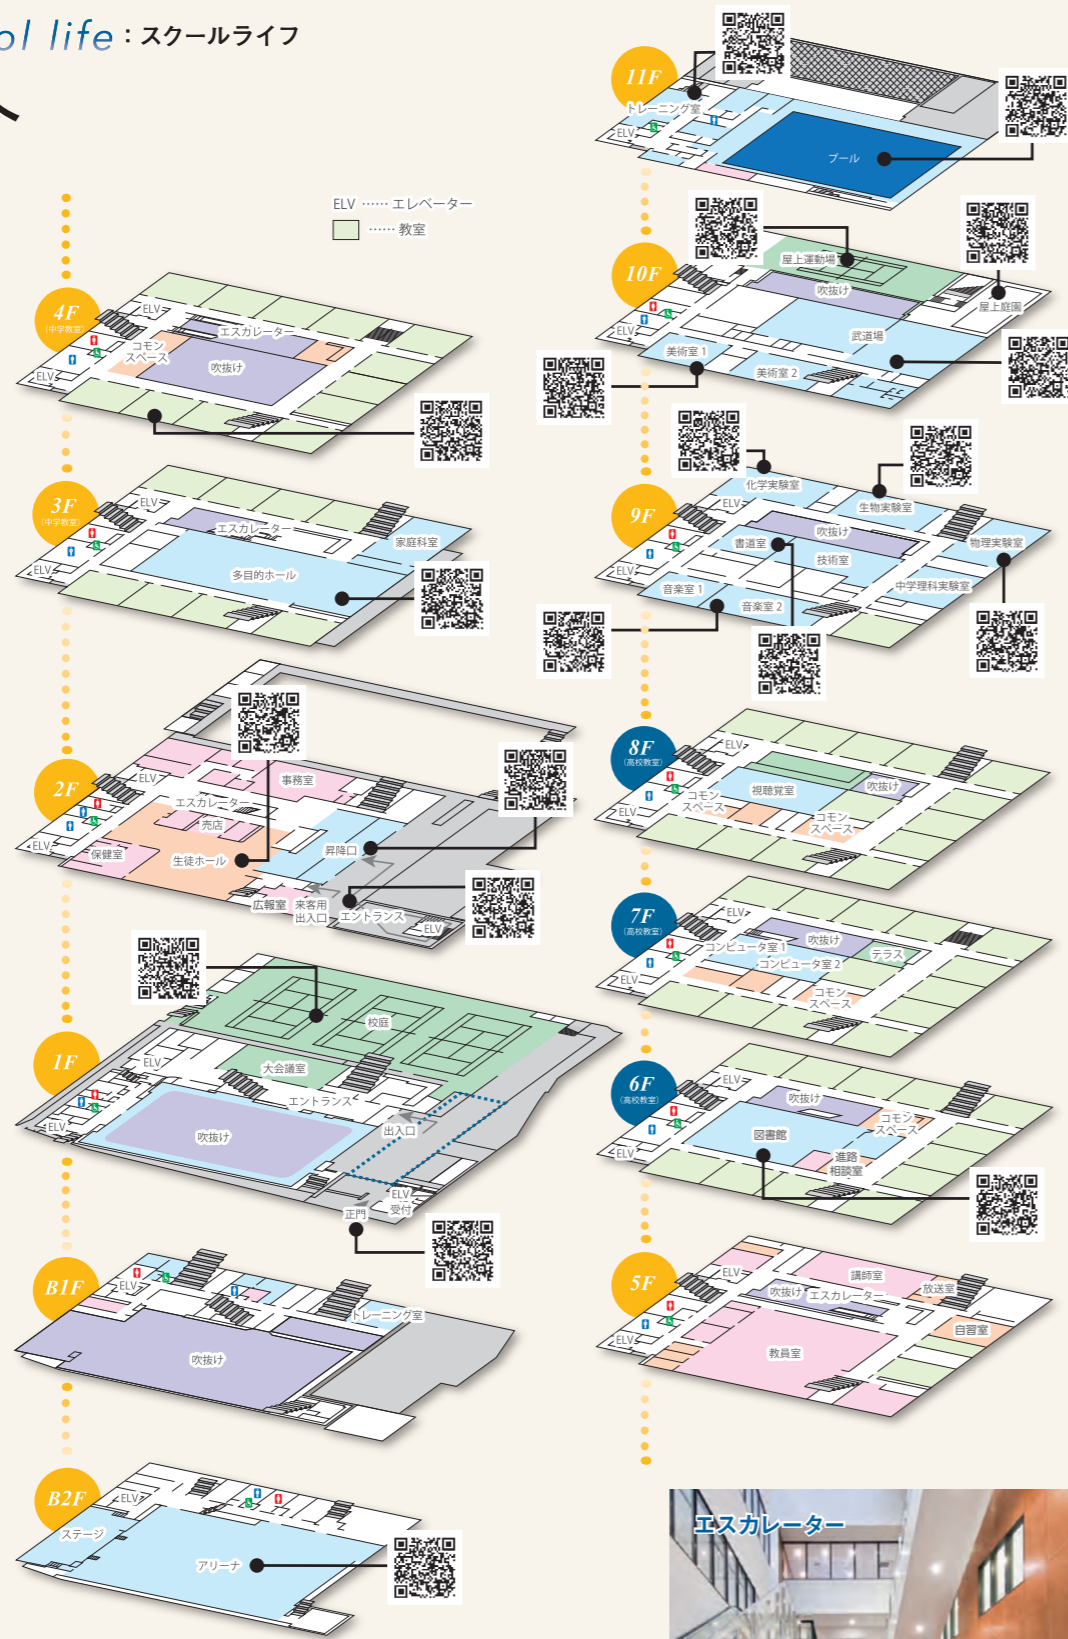 ol life：スクールライフ
ELV …… エレベーター
…… 教室
4F
(中学教室)
ELV
エスカレーター
コモン
スペース
吹抜け
ELV
3F
(中学教室)
ELV
エスカレーター
家庭科室
多目的ホール
ELV
2F
ELV
事務室
エスカレーター
売店
保健室
生徒ホール
昇降口
ELV
広報室
来客用
出入口
エントランス
ELV
1F
校庭
ELV
大会議室
エントランス
出入口
ELV
吹抜け
ELV
受付
正門
B1F
ELV
トレーニング室
吹抜け
B2F
ELV
ステージ
アリーナ
11F
トレーニング室
ELV
プール
10F
屋上運動場
吹抜け
屋上庭園
ELV
武道場
美術室 1
美術室 2
9F
化学実験室
ELV
生物実験室
吹抜け
書道室
技術室
物理実験室
ELV
音楽室 1
音楽室 2
中学理科実験室
8F
(高校教室)
ELV
視聴覚室
吹抜け
コモン
スペース
コモン
スペース
ELV
7F
(高校教室)
ELV
コンピュータ室 1
吹抜け
コンピュータ室 2
テラス
コモン
スペース
ELV
6F
(高校教室)
ELV
吹抜け
コモン
スペース
図書館
進路
相談室
ELV
5F
ELV
講師室
吹抜け
エスカレーター
放送室
自習室
ELV
教員室
エスカレーター